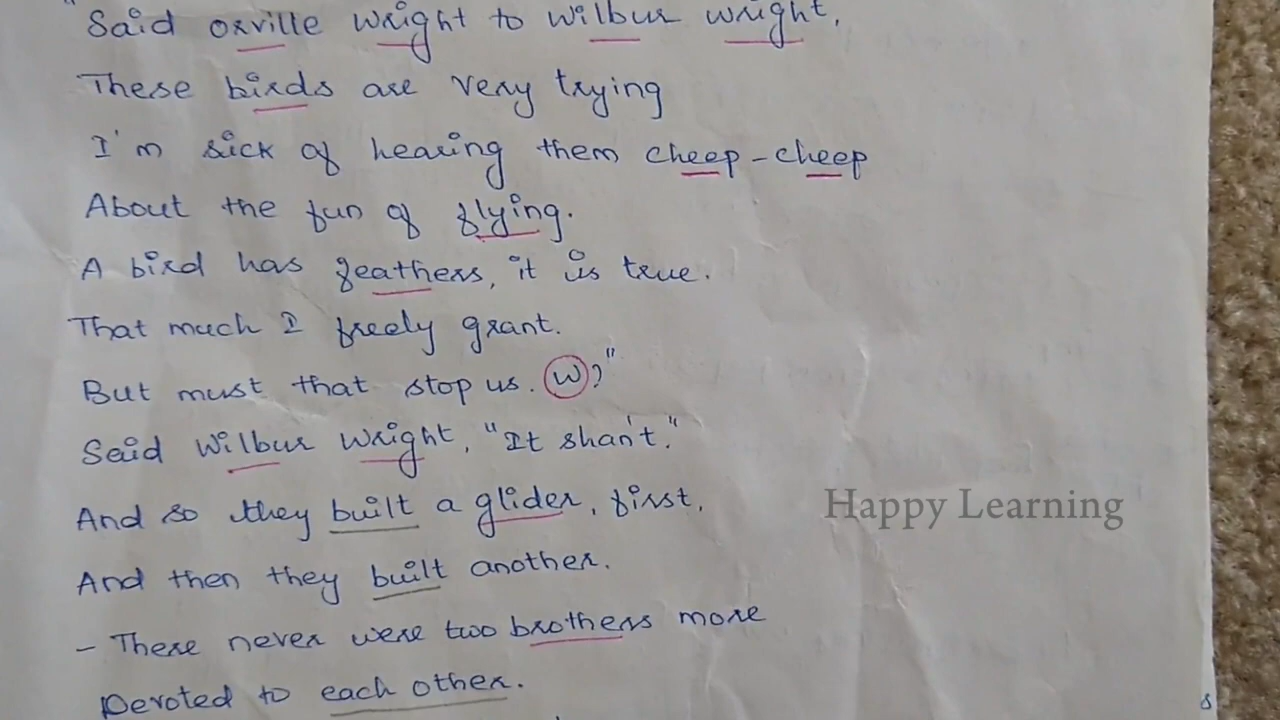 "Said orville wright to wilbur wright,
These birds are very trying
I'm sick of hearing them cheep-cheep
About the fun of flying.
A bird has feathers, it is true.
That much I freely grant.
But must that stop us. W?"
Said Wilbur Wright, "It shan't."
And so they built a glider, first,
And then they built another.
- There never were two brothers more
Devoted to each other.
Happy Learning